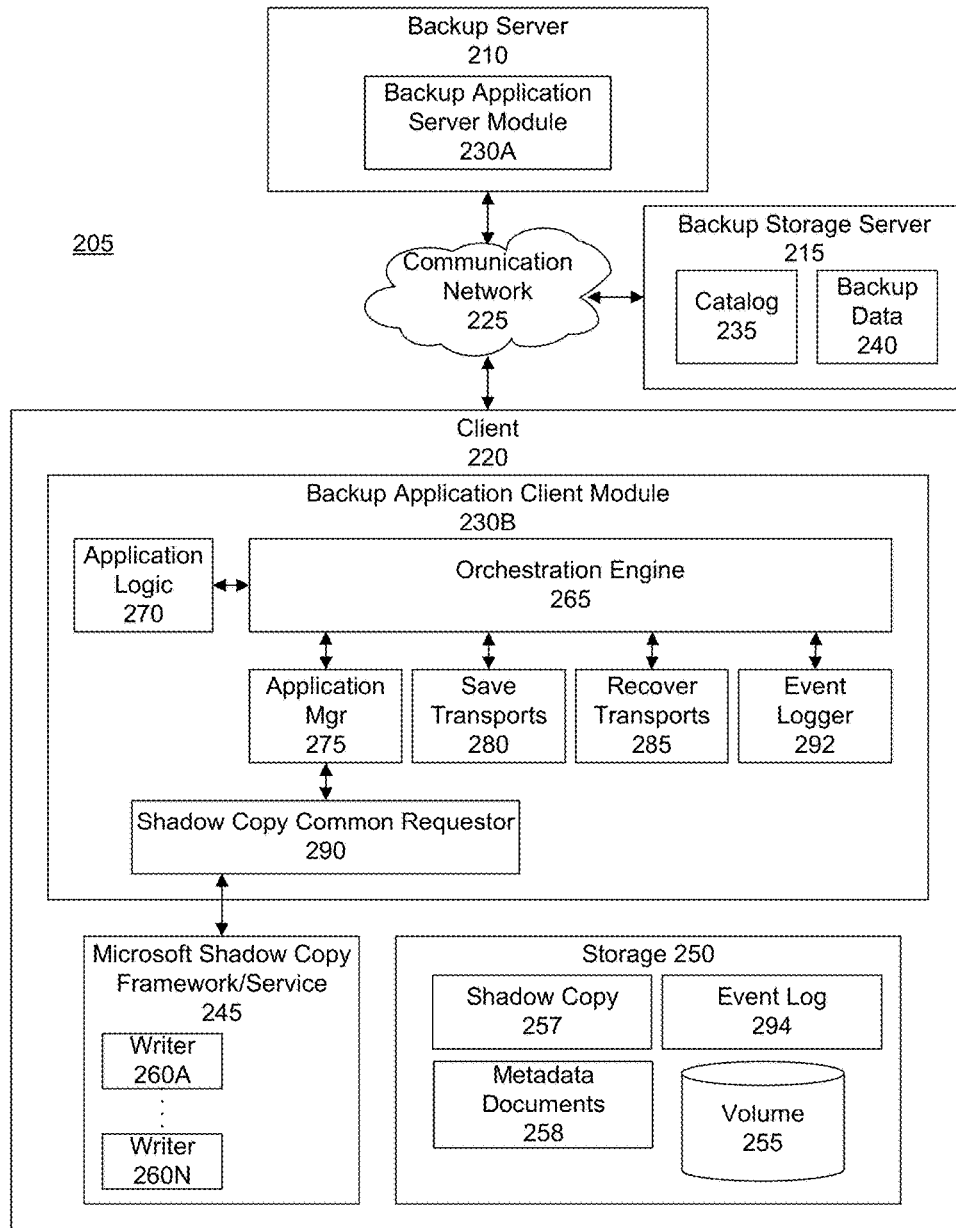 Backup Server
210
Backup Application
Server Module
230A
205
Communication
Network
225
Backup Storage Server
215
Catalog
235
Backup
Data
240
Client
220
Backup Application Client Module
230B
Application
Logic
270
Orchestration Engine
265
Application
Mgr
275
Save
Transports
280
Recover
Transports
285
Event
Logger
292
Shadow Copy Common Requestor
290
Microsoft Shadow Copy
Framework/Service
245
Writer
260A
Writer
260N
Storage 250
Shadow Copy
257
Event Log
294
Metadata
Documents
258
Volume
255